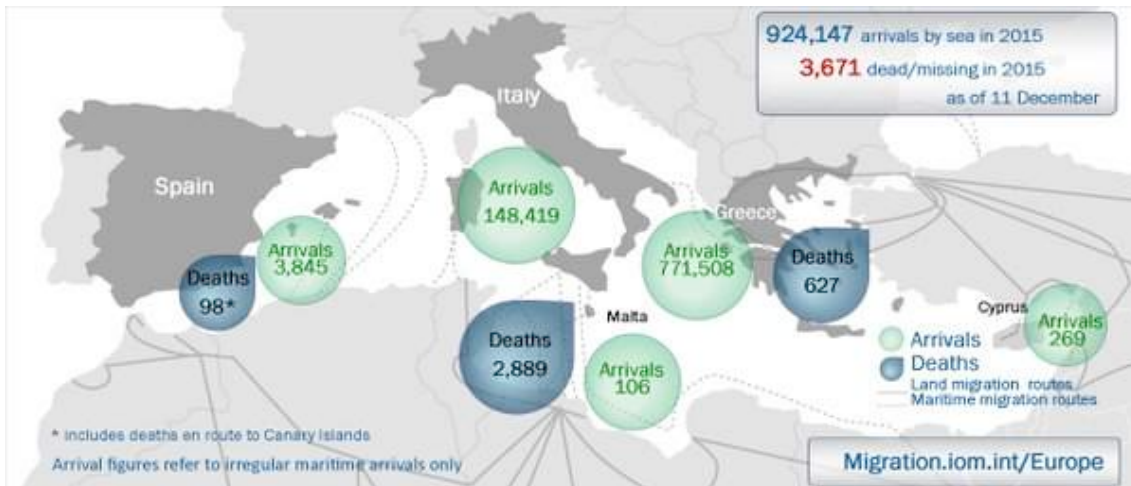 924,147 arrivals by sea in 2015
3,671 dead/missing in 2015
as of 11 December
Italy
Spain
Arrivals
148,419
Greece
Arrivals
3,845
Deaths
98*
Arrivals
771,508
Deaths
627
Malta
Cyprus
Arrivals
269
Deaths
2,889
Arrivals
106
Arrivals
Deaths
Land migration routes
Maritime migration routes
* includes deaths en route to Canary Islands
Arrival figures refer to irregular maritime arrivals only
Migration.iom.int/Europe